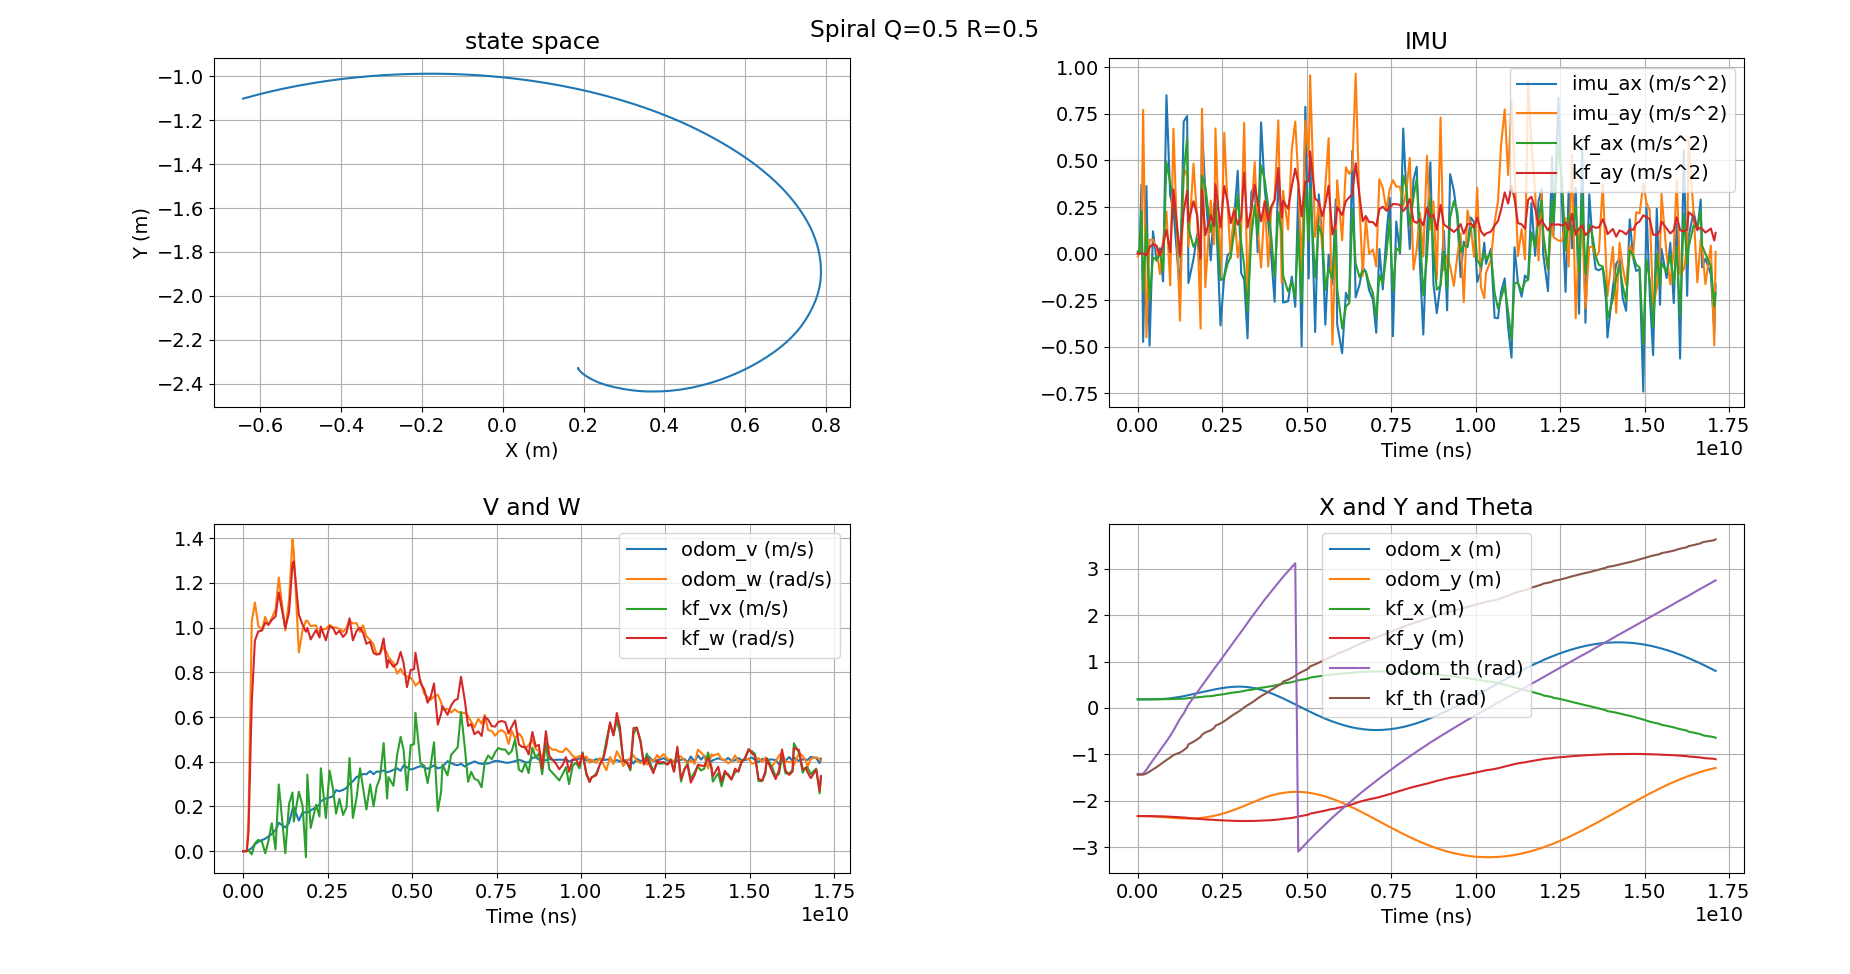 Spiral Q=0.5 R=0.5
state space
Y (m)
−1.0
−1.2
−1.4
−1.6
−1.8
−2.0
−2.2
−2.4
−0.6 −0.4 −0.2 0.0 0.2 0.4 0.6 0.8
X (m)
IMU
1.00
0.75
0.50
0.25
0.00
−0.25
−0.50
−0.75
imu_ax (m/s^2)
imu_ay (m/s^2)
kf_ax (m/s^2)
kf_ay (m/s^2)
0.00 0.25 0.50 0.75 1.00 1.25 1.50 1.75
Time (ns)
1e10
V and W
1.4
1.2
1.0
0.8
0.6
0.4
0.2
0.0
odom_v (m/s)
odom_w (rad/s)
kf_vx (m/s)
kf_w (rad/s)
0.00 0.25 0.50 0.75 1.00 1.25 1.50 1.75
Time (ns)
1e10
X and Y and Theta
3
2
1
0
−1
−2
−3
odom_x (m)
odom_y (m)
kf_x (m)
kf_y (m)
odom_th (rad)
kf_th (rad)
0.00 0.25 0.50 0.75 1.00 1.25 1.50 1.75
Time (ns)
1e10